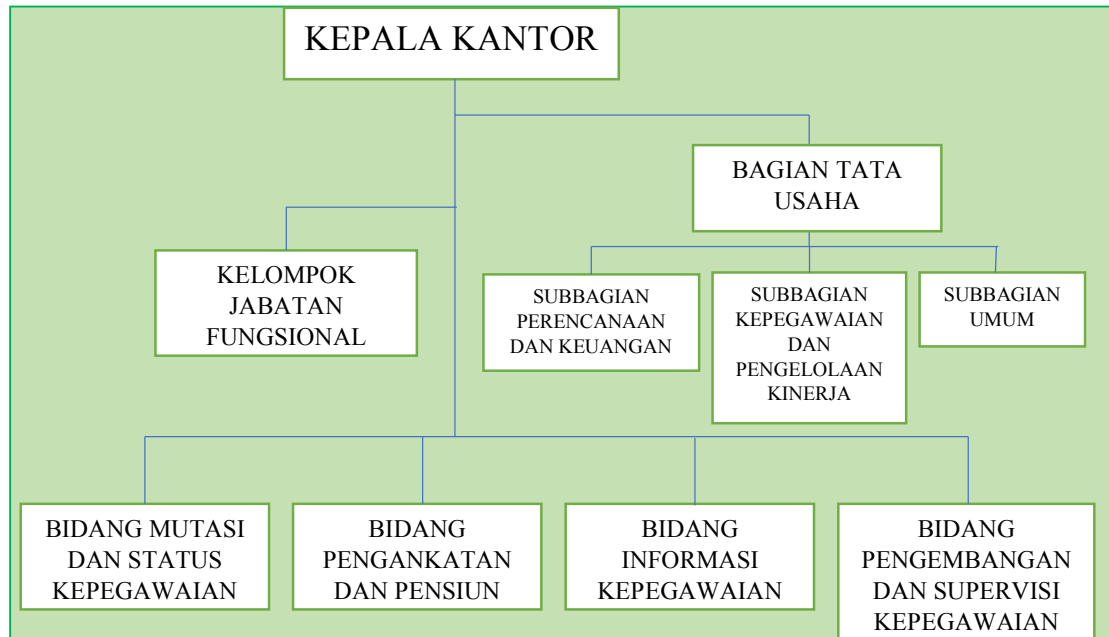 KEPALA KANTOR
BAGIAN TATA
USAHA
KELOMPOK
JABATAN
FUNGSIONAL
SUBBAGIAN
PERENCANAAN
DAN KEUANGAN
SUBBAGIAN
KEPEGAWAIAN
DAN
PENGELOLAAN
KINERJA
SUBBAGIAN
UMUM
BIDANG MUTASI
DAN STATUS
KEPEGAWAIAN
BIDANG
PENGANKATAN
DAN PENSIUN
BIDANG
INFORMASI
KEPEGAWAIAN
BIDANG
PENGEMBANGAN
DAN SUPERVISI
KEPEGAWAIAN